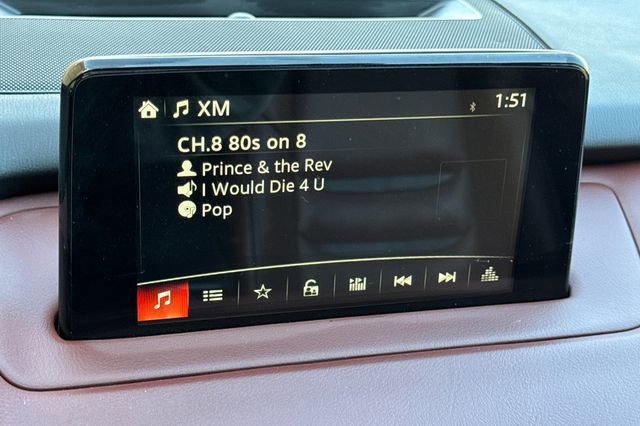 XM
1:51
CH.8 80s on 8
Prince & the Rev
I Would Die 4 U
Pop